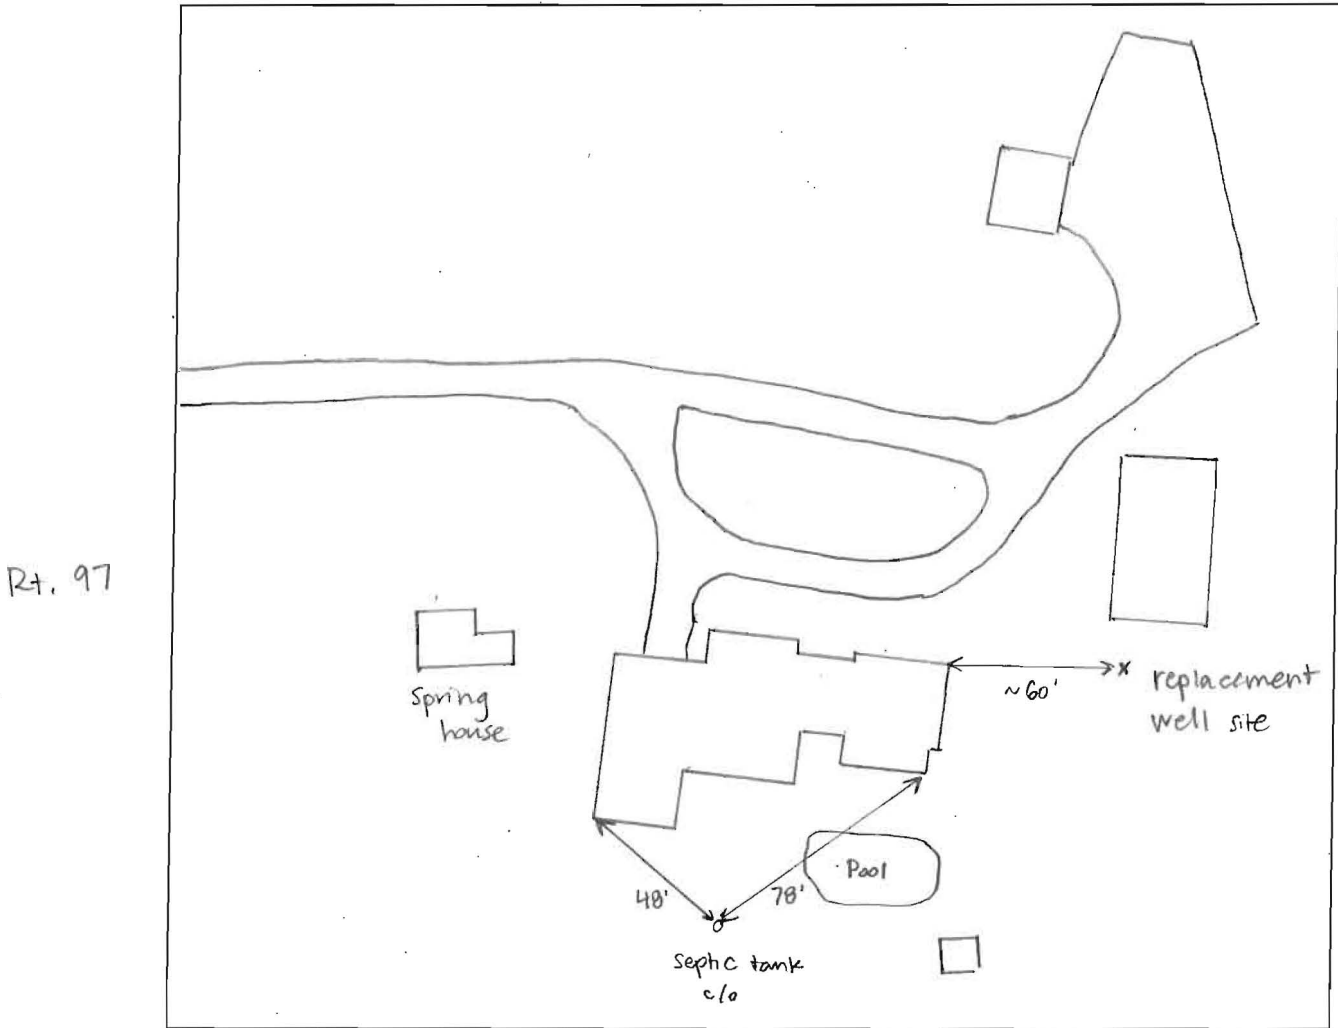 Rt. 97
spring
house
~60'
replacement
well site
Pool
48'
78'
septic tank
c/o